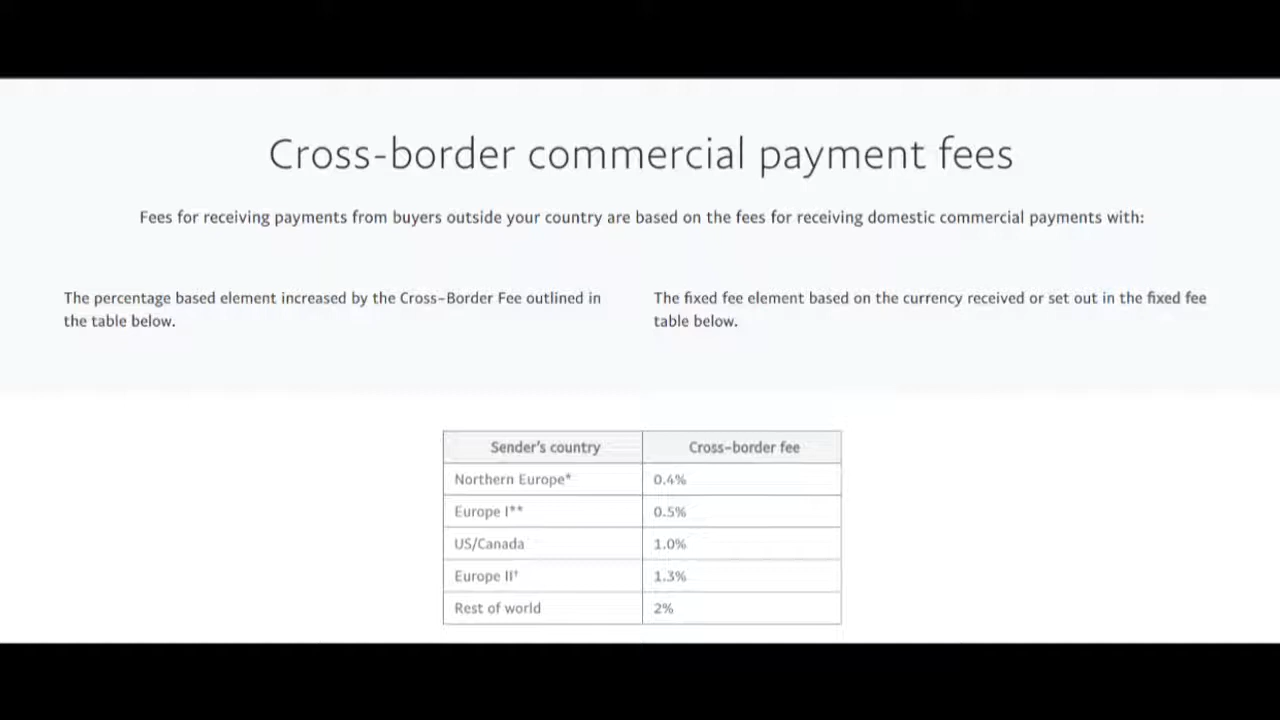 Cross-border commercial payment fees
Fees for receiving payments from buyers outside your country are based on the fees for receiving domestic commercial payments with:
The percentage based element increased by the Cross-Border Fee outlined in
the table below.
The fixed fee element based on the currency received or set out in the fixed fee
table below.
Sender's country Cross-border fee
Northern Europe* 0.4%
Europe I** 0.5%
US/Canada 1.0%
Europe II† 1.3%
Rest of world 2%